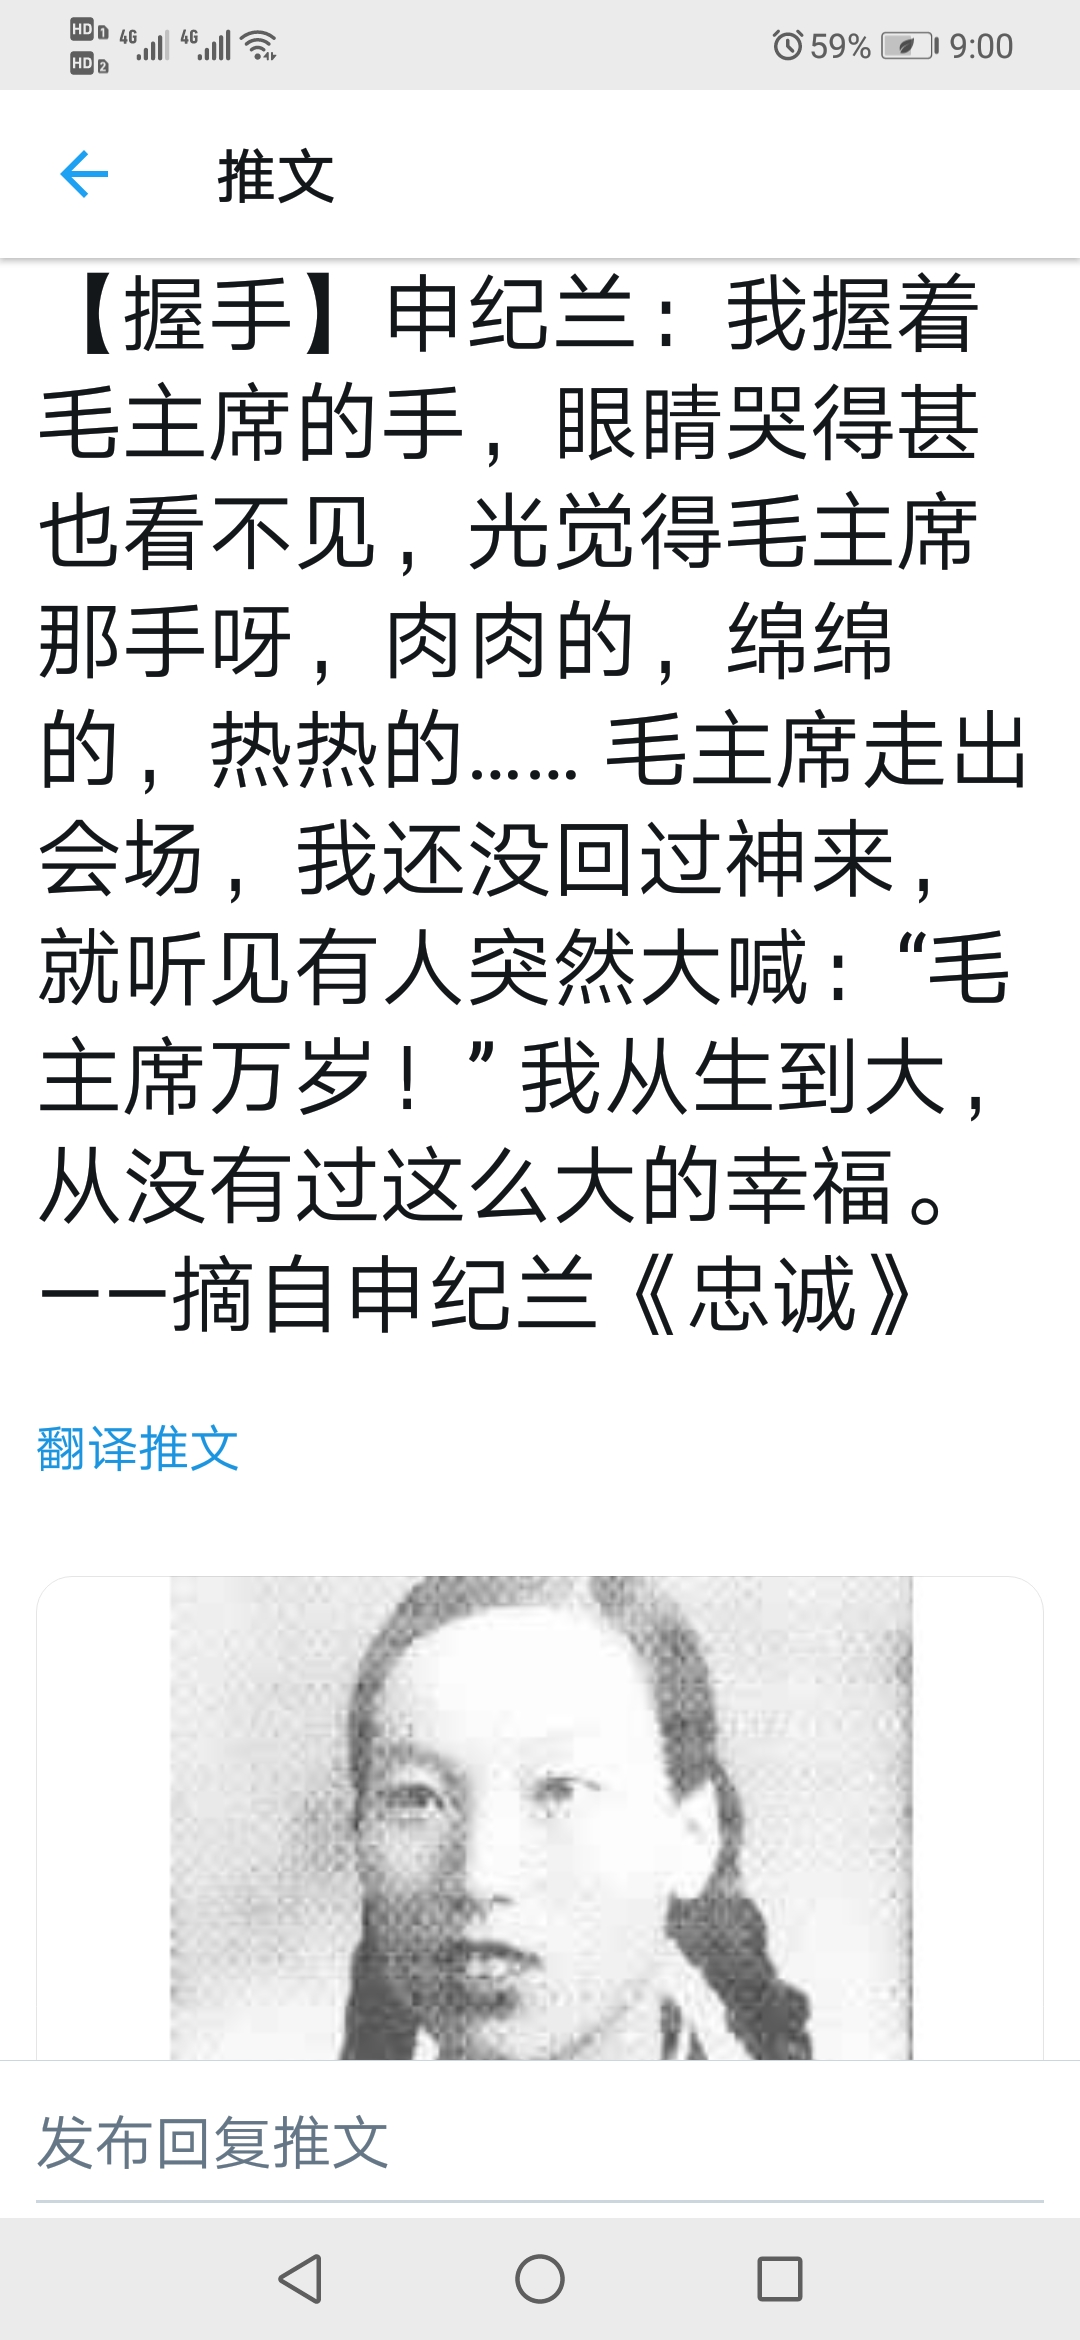 HD 1 4G 4G 59% 9:00
HD 2
推文
【握手】申纪兰：我握着
毛主席的手，眼睛哭得甚
也看不见，光觉得毛主席
那手呀，肉肉的，绵绵
的，热热的…… 毛主席走出
会场，我还没回过神来，
就听见有人突然大喊：“毛
主席万岁！”我从生到大，
从没有过这么大的幸福。
——摘自申纪兰《忠诚》
翻译推文
发布回复推文